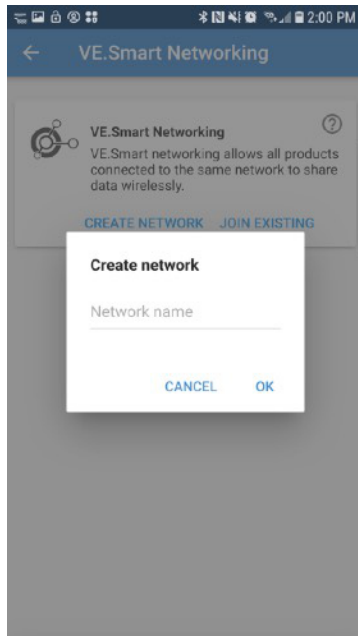 2:00 PM
VE.Smart Networking
VE.Smart Networking
VE.Smart networking allows all products
connected to the same network to share
data wirelessly.
CREATE NETWORK JOIN EXISTING
Create network
Network name
CANCEL OK